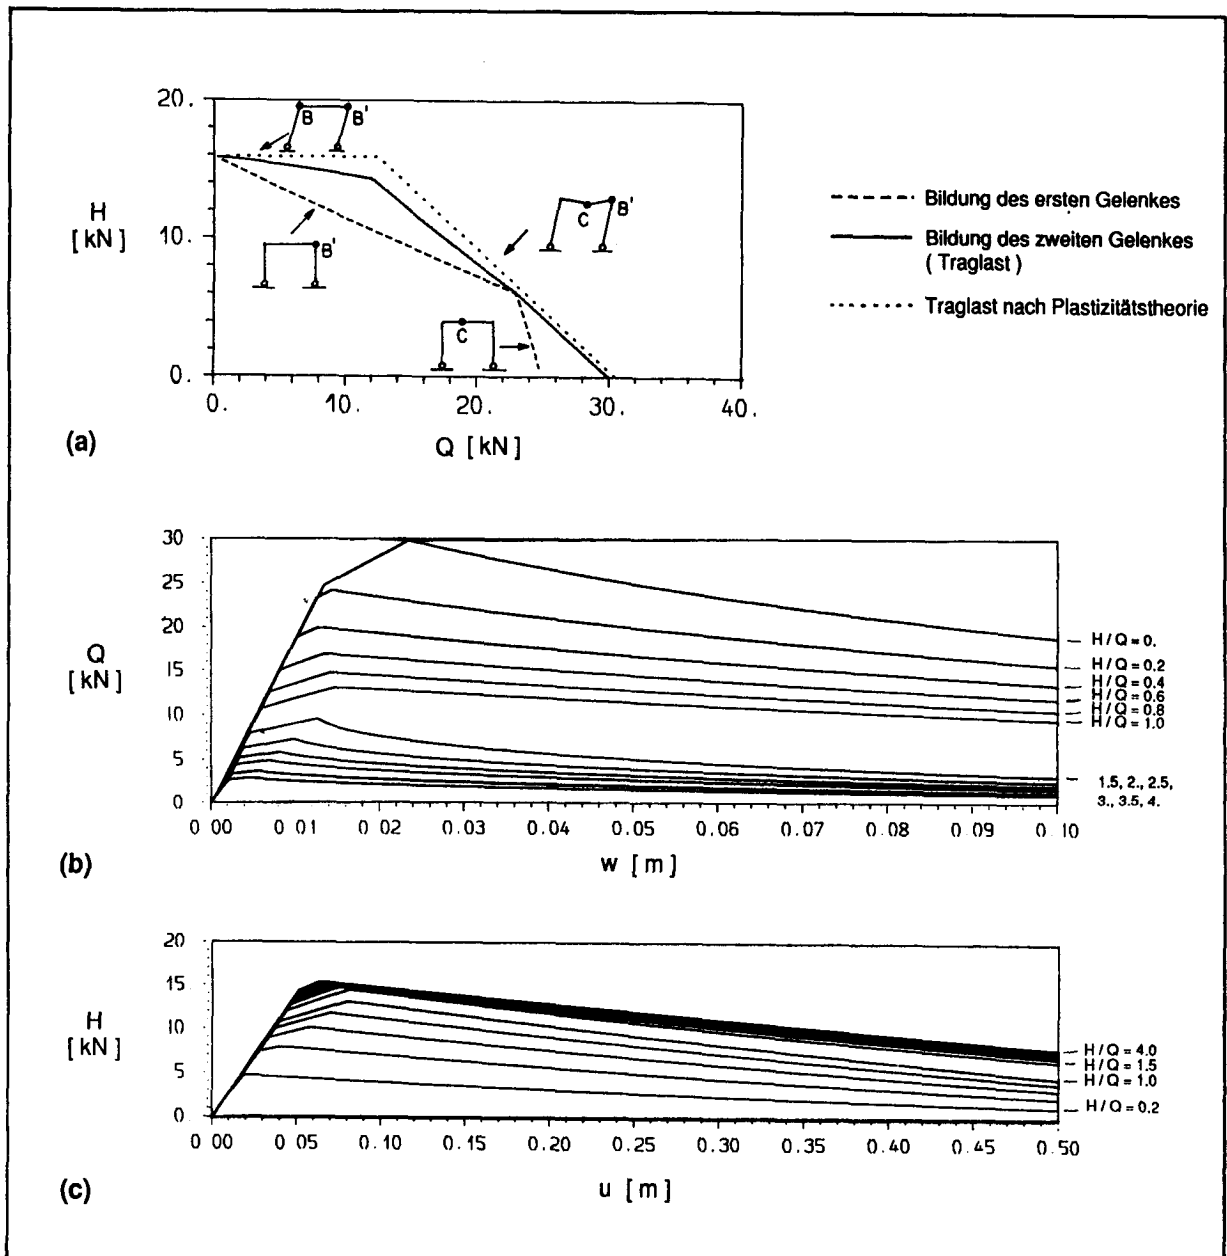 20.
10.
0.
H
[ kN ]
B B'
B'
C B'
C
0. 10. 20. 30. 40.
Q [ kN ]
(a)
Bildung des ersten Gelenkes
Bildung des zweiten Gelenkes
( Traglast )
Traglast nach Plastizitätstheorie
30
25
20
15
10
5
0
Q
[ kN ]
0.00 0.01 0.02 0.03 0.04 0.05 0.06 0.07 0.08 0.09 0.10
w [ m ]
H/Q = 0.
H/Q = 0.2
H/Q = 0.4
H/Q = 0.6
H/Q = 0.8
H/Q = 1.0
1.5, 2., 2.5,
3., 3.5, 4.
(b)
20
15
10
5
0
H
[ kN ]
0.00 0.05 0.10 0.15 0.20 0.25 0.30 0.35 0.40 0.45 0.50
u [ m ]
H/Q = 4.0
H/Q = 1.5
H/Q = 1.0
H/Q = 0.2
(c)